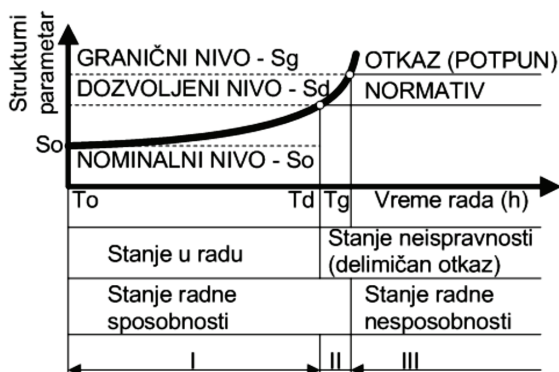 Strukturni
parametar
GRANIČNI NIVO - Sg
OTKAZ (POTPUN)
DOZVOLJENI NIVO - Sd
NORMATIV
So
NOMINALNI NIVO - So
To Td Tg Vreme rada (h)
Stanje u radu
Stanje neispravnosti
(delimičan otkaz)
Stanje radne
sposobnosti
Stanje radne
nesposobnosti
I II III